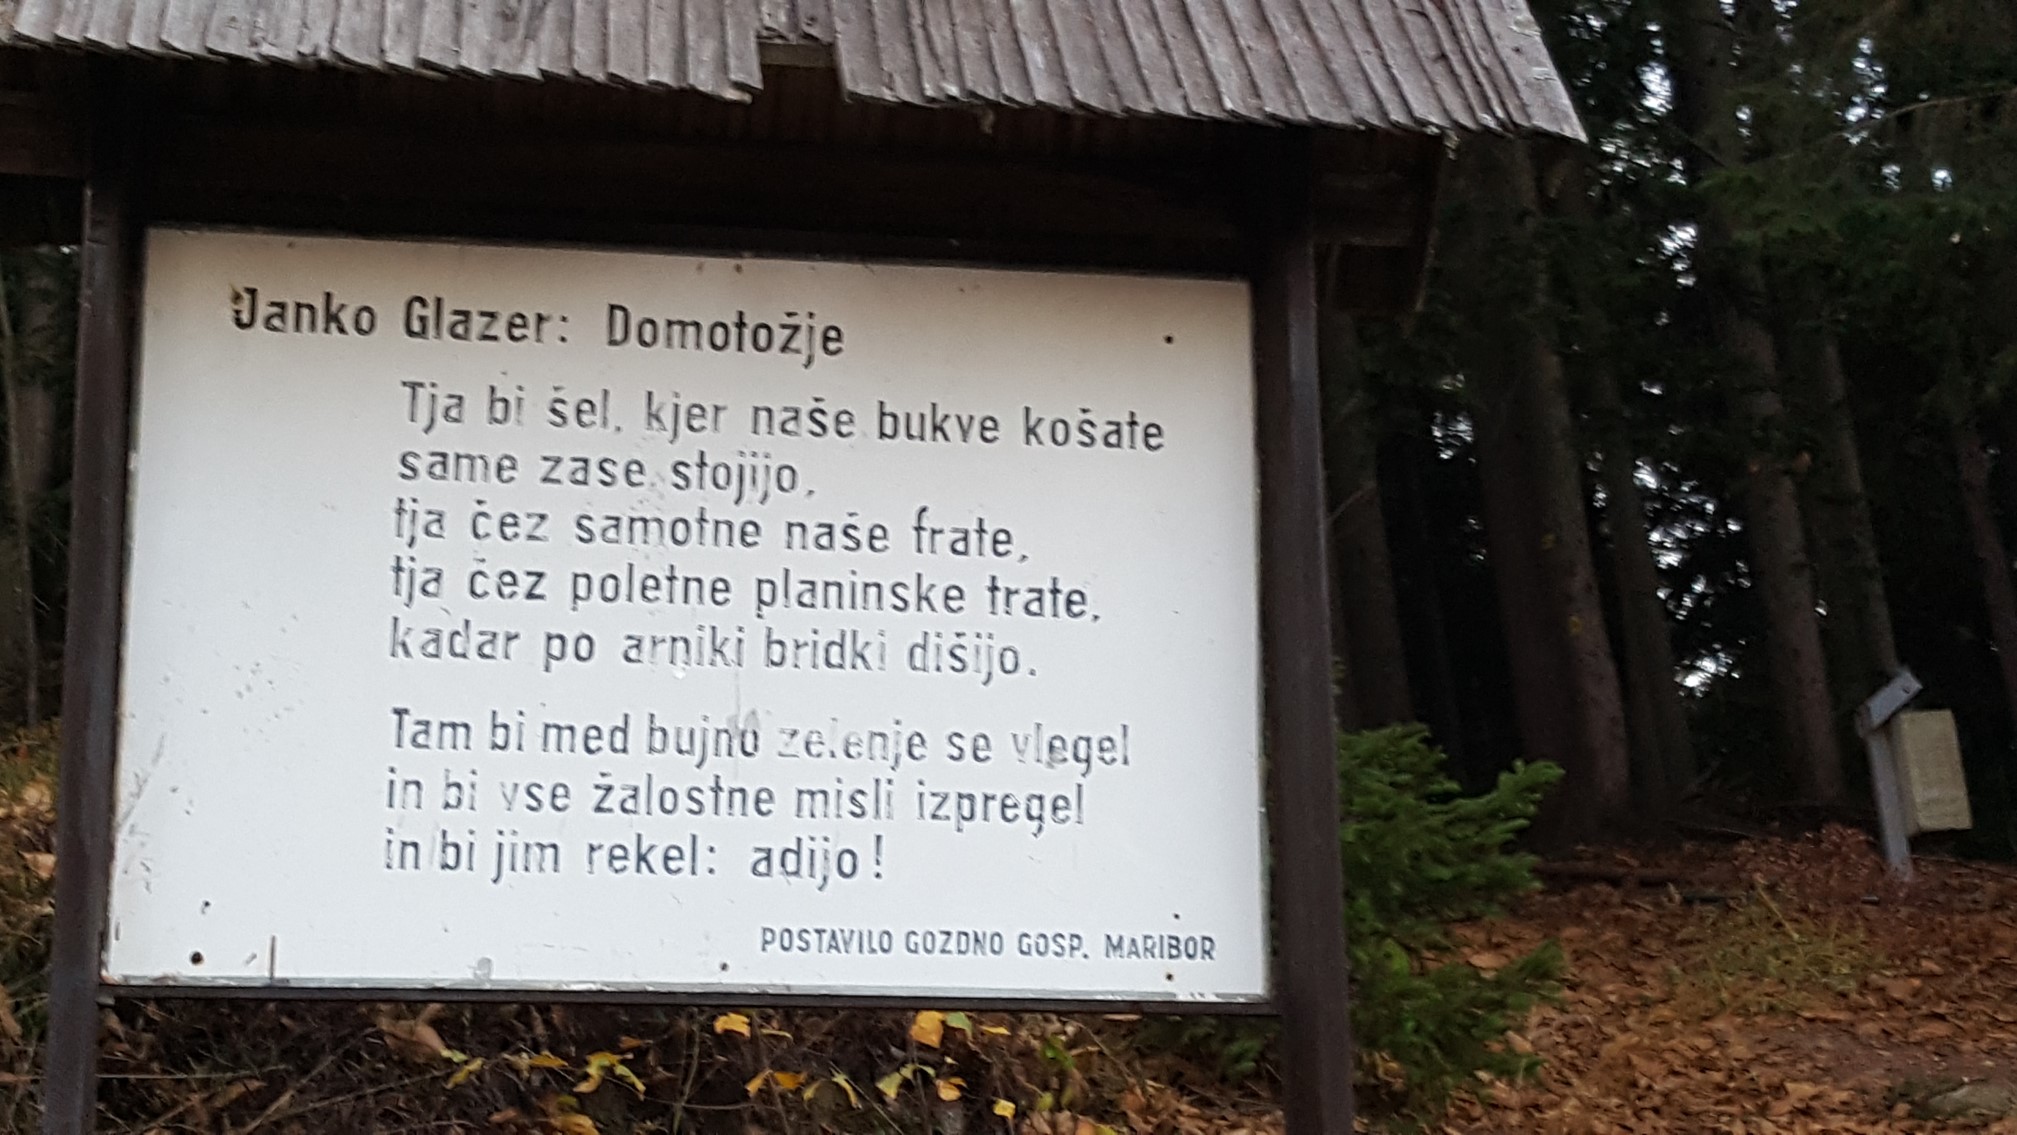 Janko Glazer: Domotožje
Tja bi šel, kjer naše bukve košate
same zase stojijo,
tja čez samotne naše frate,
tja čez poletne planinske trate,
kadar po arniki bridki dišijo.
Tam bi med bujno zelenje se vlegel
in bi vse žalostne misli izpregel
in bi jim rekel: adijo!
POSTAVILO GOZDNO GOSP. MARIBOR